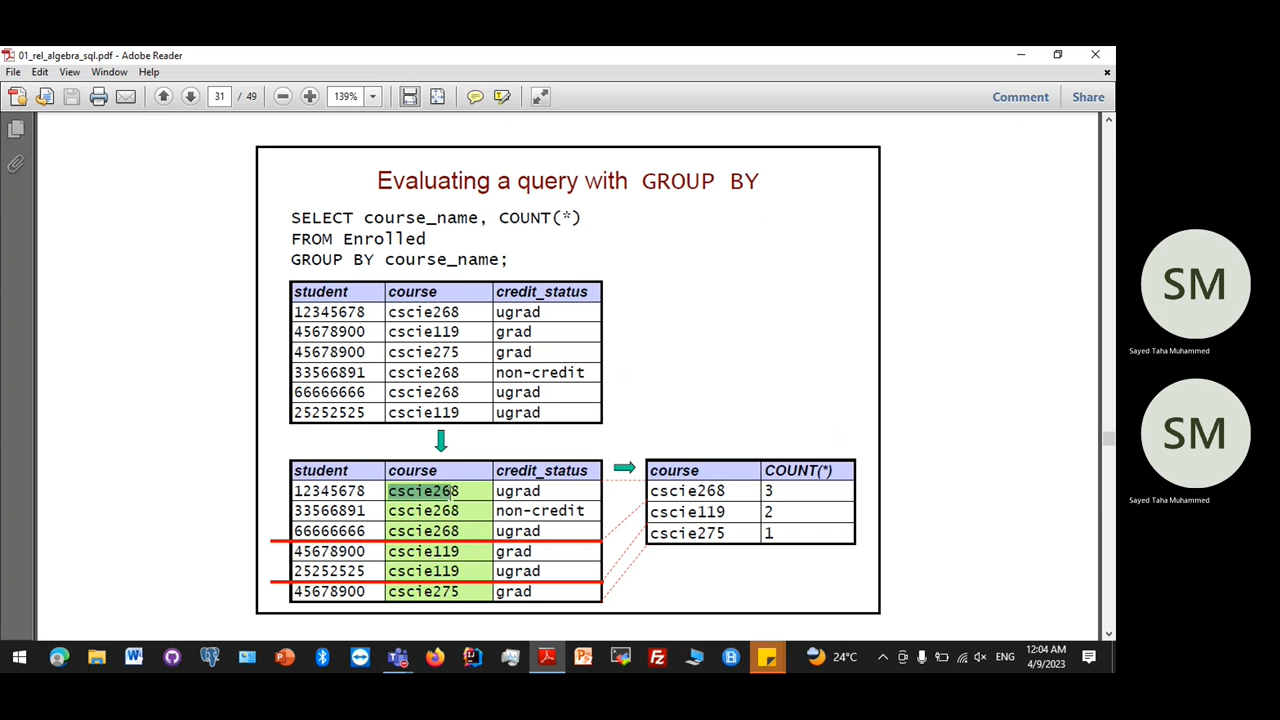 01_rel_algebra_sql.pdf - Adobe Reader
File Edit View Window Help
31 / 49 139% Comment Share
Evaluating a query with GROUP BY
SELECT course_name, COUNT(*)
FROM Enrolled
GROUP BY course_name;
student course credit_status
12345678 cscie268 ugrad
45678900 cscie119 grad
45678900 cscie275 grad
33566891 cscie268 non-credit
66666666 cscie268 ugrad
25252525 cscie119 ugrad
student course credit_status
12345678 cscie268 ugrad
33566891 cscie268 non-credit
66666666 cscie268 ugrad
45678900 cscie119 grad
25252525 cscie119 ugrad
45678900 cscie275 grad
course COUNT(*)
cscie268 3
cscie119 2
cscie275 1
SM
Sayed Taha Muhammed
SM
Sayed Taha Muhammed
24°C ENG 12:04 AM
4/9/2023